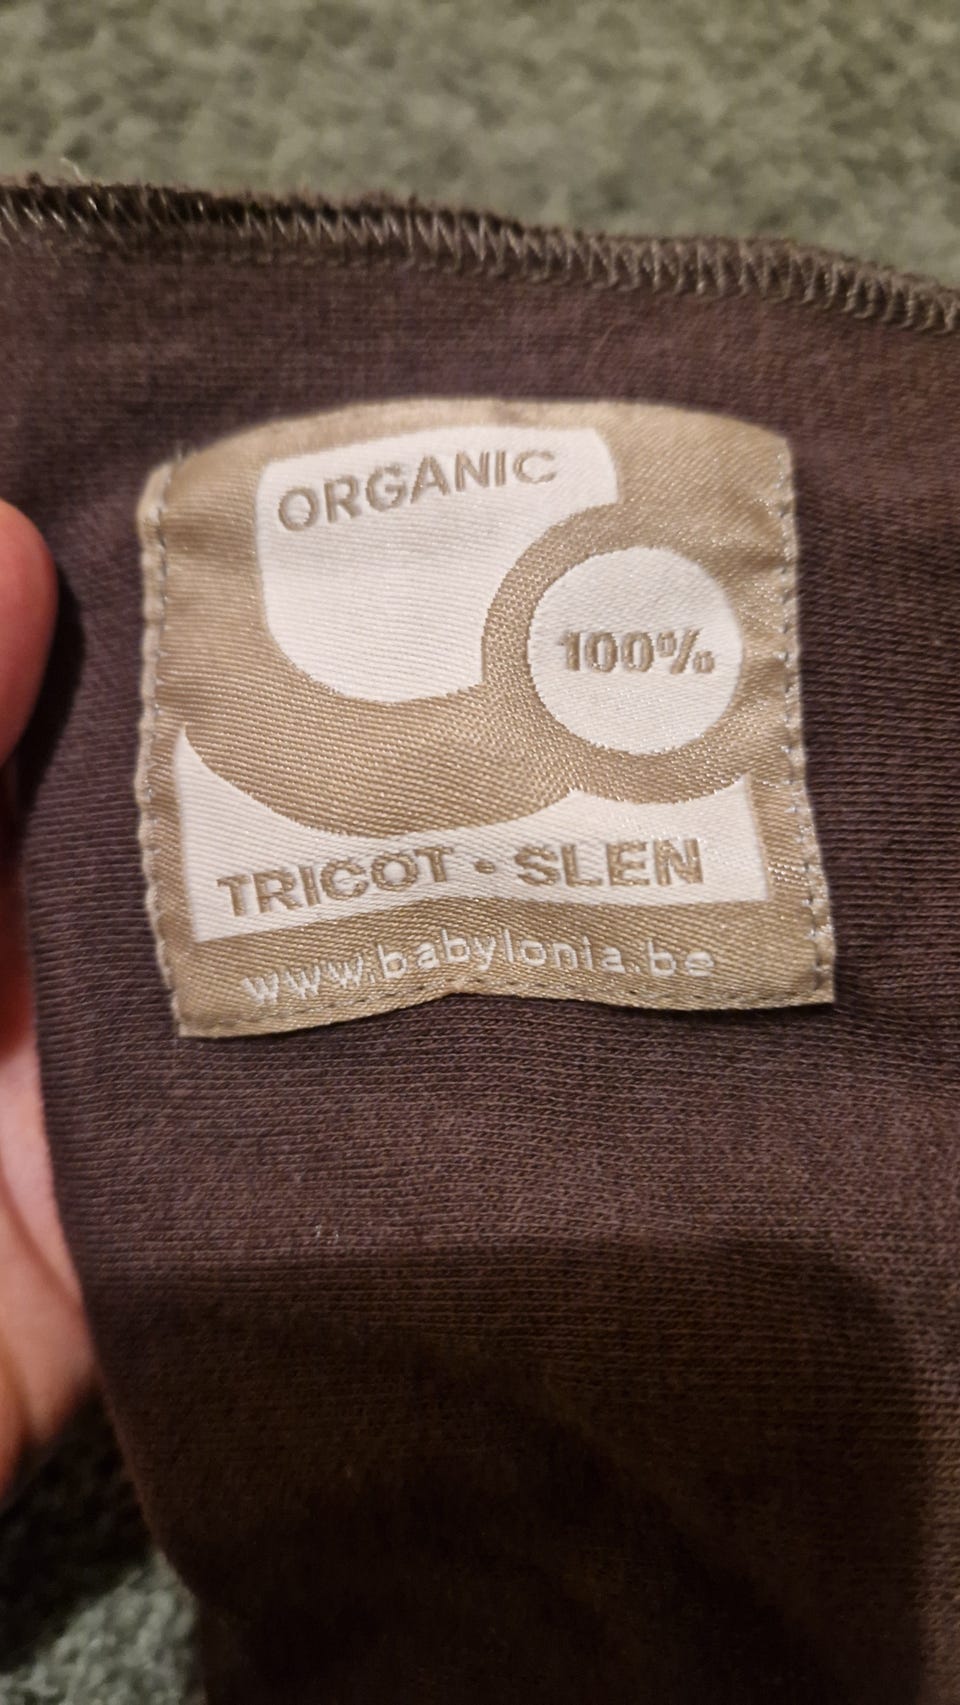 ORGANIC
100%
TRICOT • SLEN
www.babylonia.be